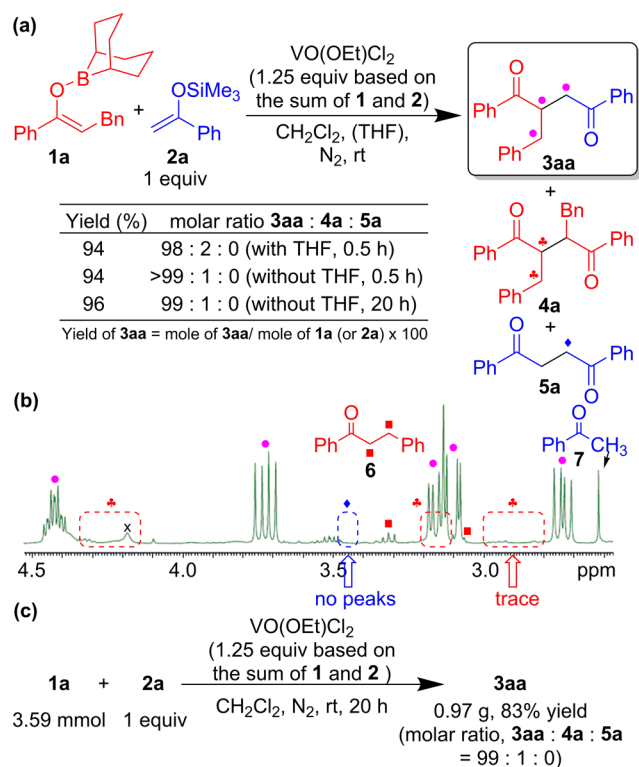 (a)
B
O
Ph
Bn
1a
+
OSiMe3
Ph
2a
1 equiv
VO(OEt)Cl2
(1.25 equiv based on
the sum of 1 and 2)
CH2Cl2, (THF),
N2, rt
O
Ph
Ph
O
Ph
3aa
+
Bn
O
Ph
Ph
O
Ph
4a
+
O
Ph
Ph
O
5a
Yield (%) molar ratio 3aa : 4a : 5a
94 98 : 2 : 0 (with THF, 0.5 h)
94 >99 : 1 : 0 (without THF, 0.5 h)
96 99 : 1 : 0 (without THF, 20 h)
Yield of 3aa = mole of 3aa/ mole of 1a (or 2a) x 100
(b)
O
Ph
Ph
6
O
Ph
CH3
7
x
4.5 4.0 3.5 3.0 ppm
no peaks
trace
(c)
1a + 2a
3.59 mmol 1 equiv
VO(OEt)Cl2
(1.25 equiv based on
the sum of 1 and 2 )
CH2Cl2, N2, rt, 20 h
3aa
0.97 g, 83% yield
(molar ratio, 3aa : 4a : 5a
= 99 : 1 : 0)